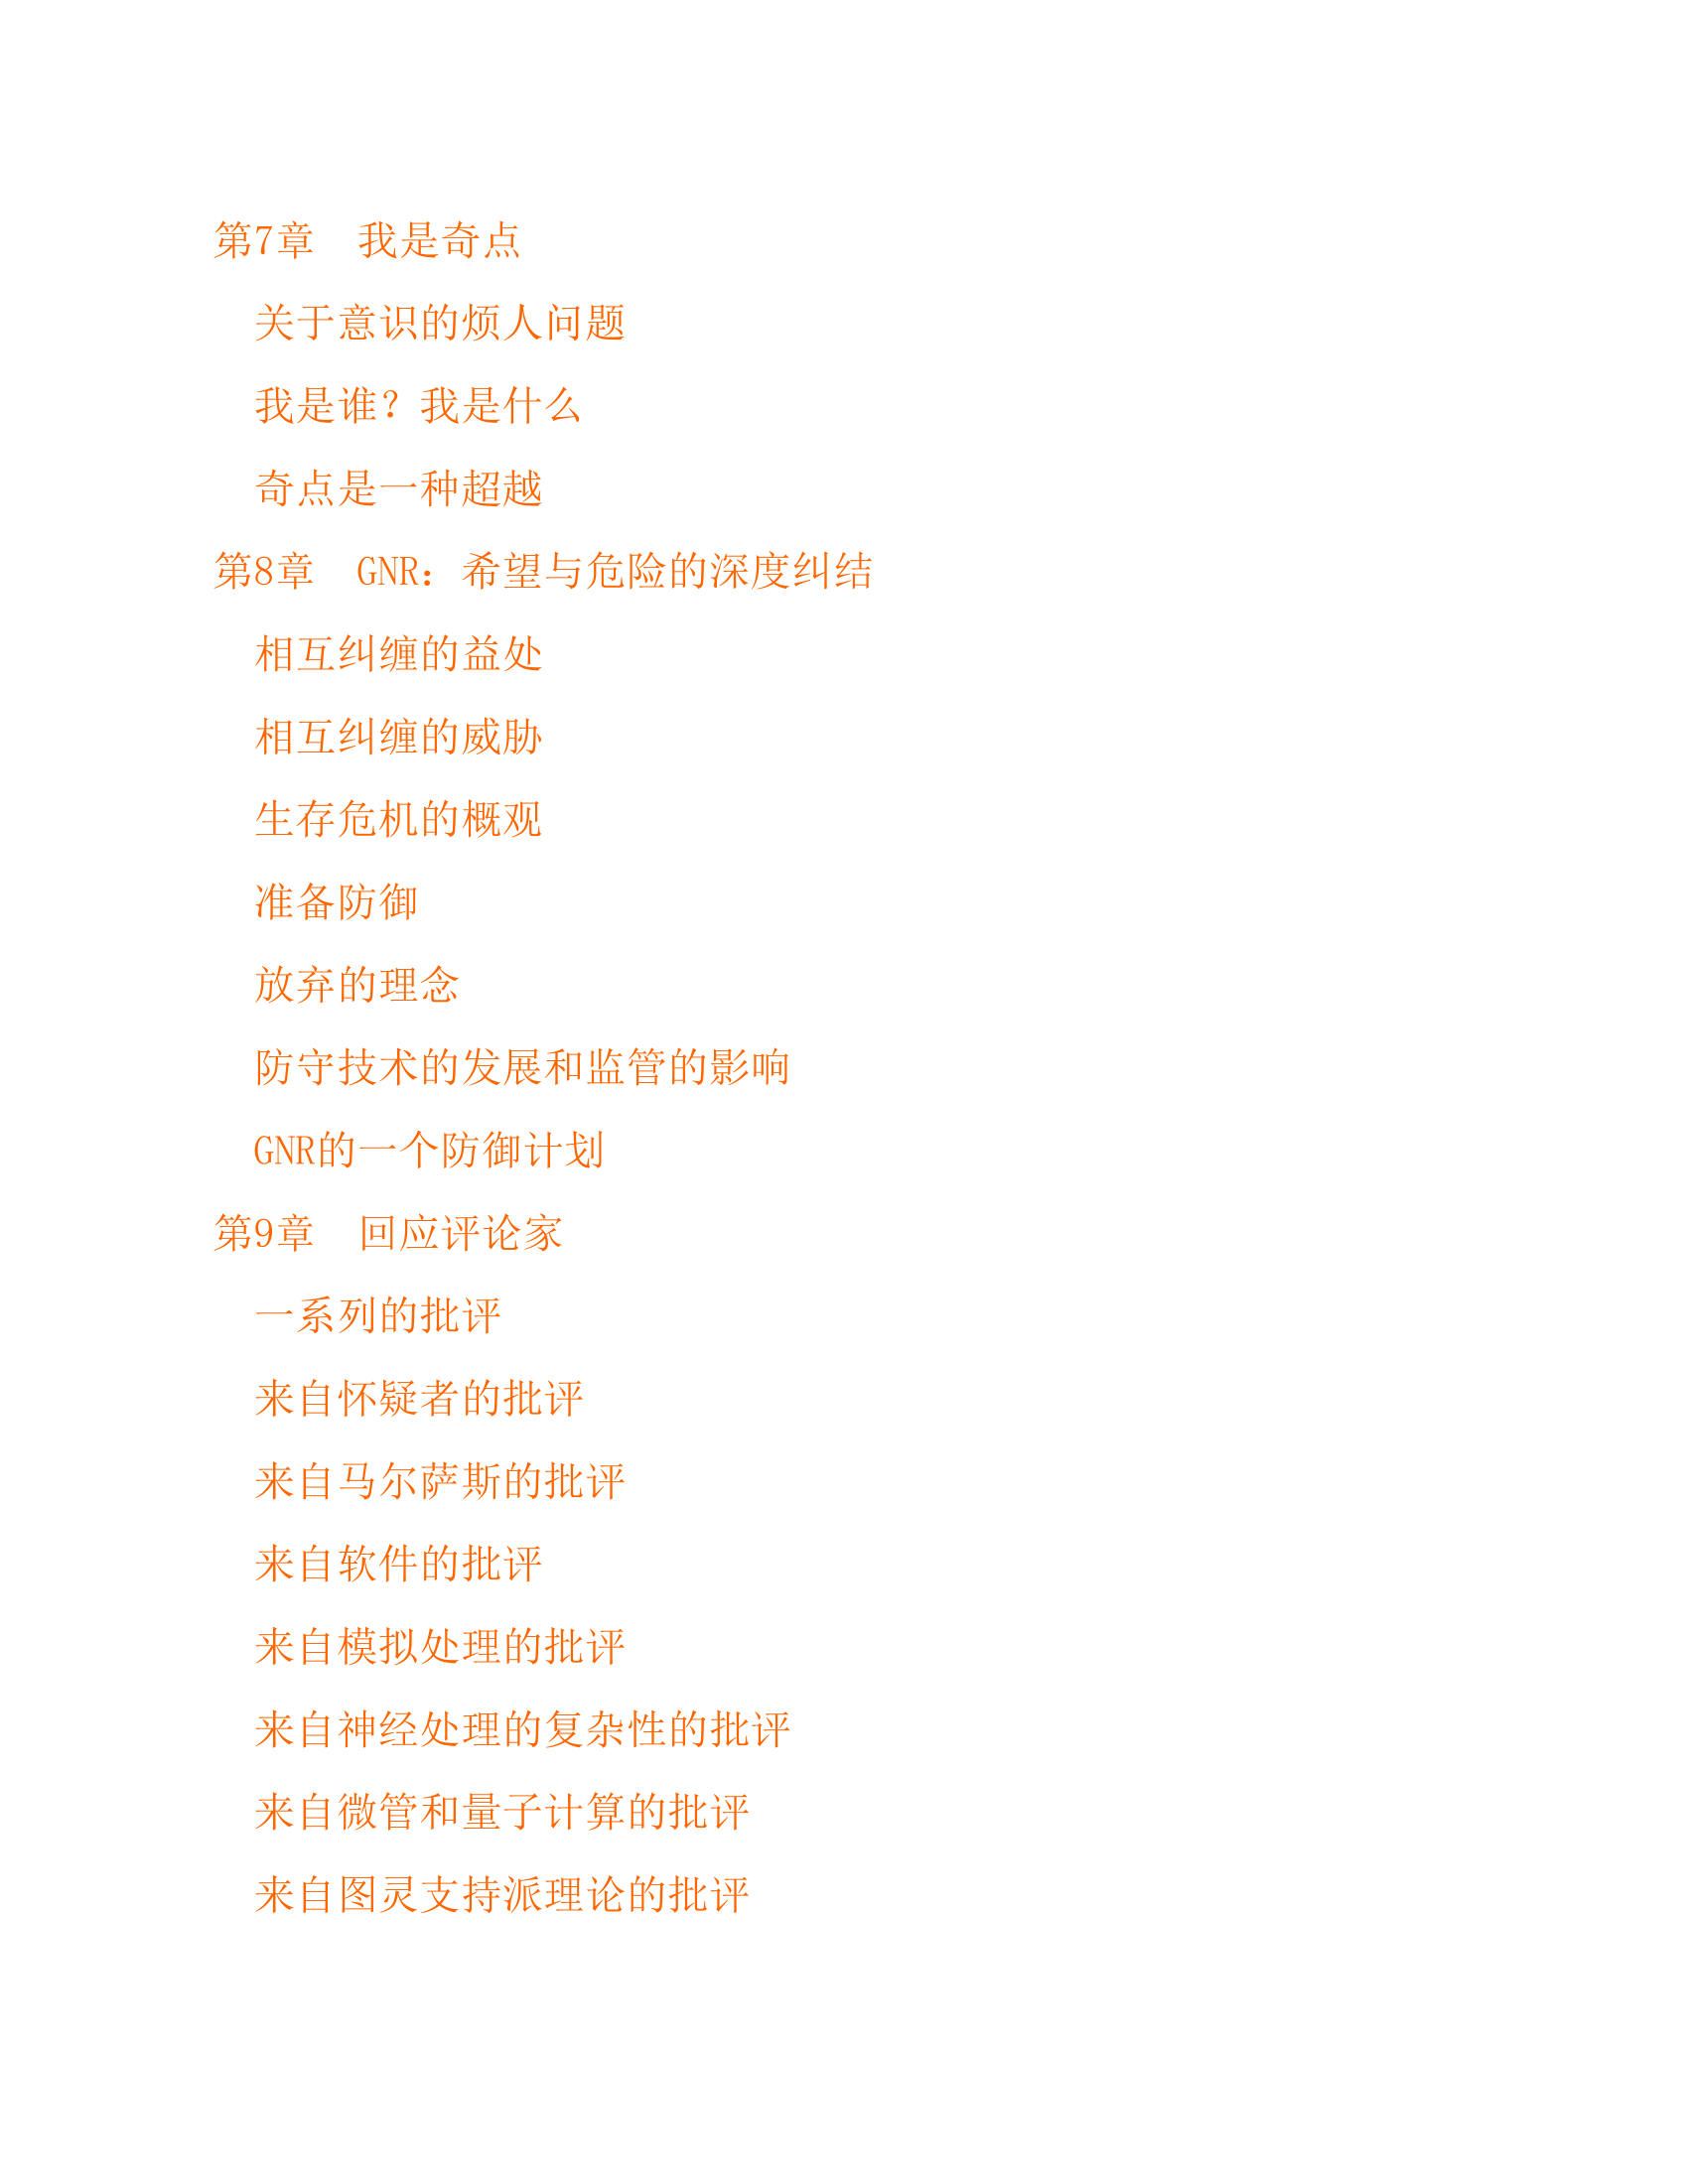 第7章　我是奇点
关于意识的烦人问题
我是谁？我是什么
奇点是一种超越
第8章　GNR：希望与危险的深度纠结
相互纠缠的益处
相互纠缠的威胁
生存危机的概观
准备防御
放弃的理念
防守技术的发展和监管的影响
GNR的一个防御计划
第9章　回应评论家
一系列的批评
来自怀疑者的批评
来自马尔萨斯的批评
来自软件的批评
来自模拟处理的批评
来自神经处理的复杂性的批评
来自微管和量子计算的批评
来自图灵支持派理论的批评